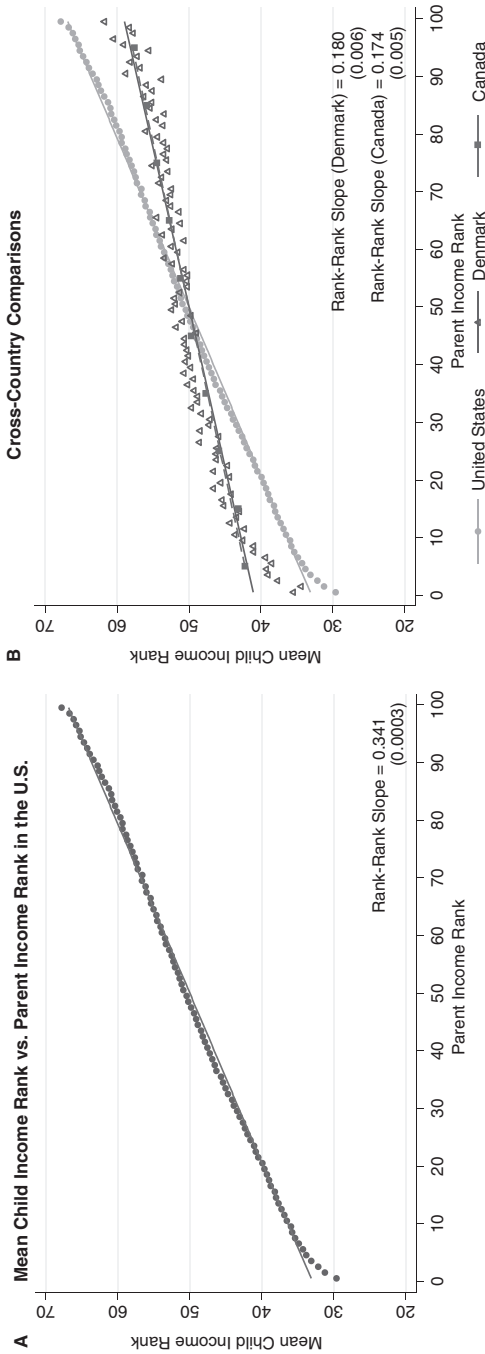 A
Mean Child Income Rank vs. Parent Income Rank in the U.S.
Mean Child Income Rank
70
60
50
40
30
20
0 10 20 30 40 50 60 70 80 90 100
Parent Income Rank
Rank-Rank Slope = 0.341
(0.0003)
B
Cross-Country Comparisons
Mean Child Income Rank
70
60
50
40
30
20
0 10 20 30 40 50 60 70 80 90 100
Parent Income Rank
Rank-Rank Slope (Denmark) = 0.180
(0.006)
Rank-Rank Slope (Canada) = 0.174
(0.005)
United States Denmark Canada